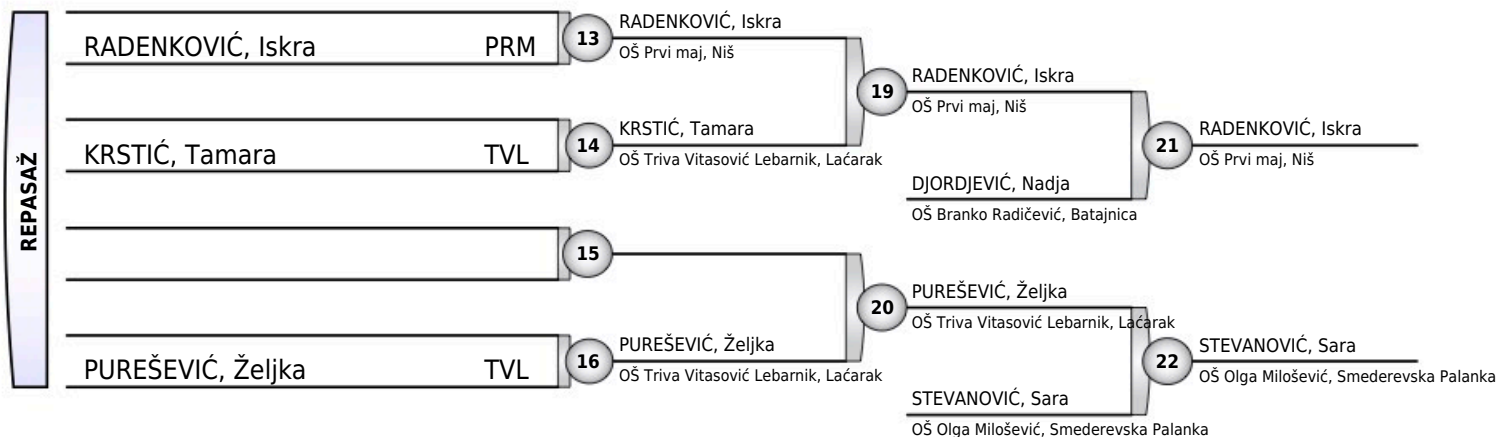 REPASAŽ
RADENKOVIĆ, Iskra PRM
13
RADENKOVIĆ, Iskra
OŠ Prvi maj, Niš
KRSTIĆ, Tamara TVL
14
KRSTIĆ, Tamara
OŠ Triva Vitasović Lebarnik, Laćarak
19
RADENKOVIĆ, Iskra
OŠ Prvi maj, Niš
DJORDJEVIĆ, Nadja
OŠ Branko Radičević, Batajnica
21
RADENKOVIĆ, Iskra
OŠ Prvi maj, Niš
15
PUREŠEVIĆ, Željka TVL
16
PUREŠEVIĆ, Željka
OŠ Triva Vitasović Lebarnik, Laćarak
20
PUREŠEVIĆ, Željka
OŠ Triva Vitasović Lebarnik, Laćarak
STEVANOVIĆ, Sara
OŠ Olga Milošević, Smederevska Palanka
22
STEVANOVIĆ, Sara
OŠ Olga Milošević, Smederevska Palanka